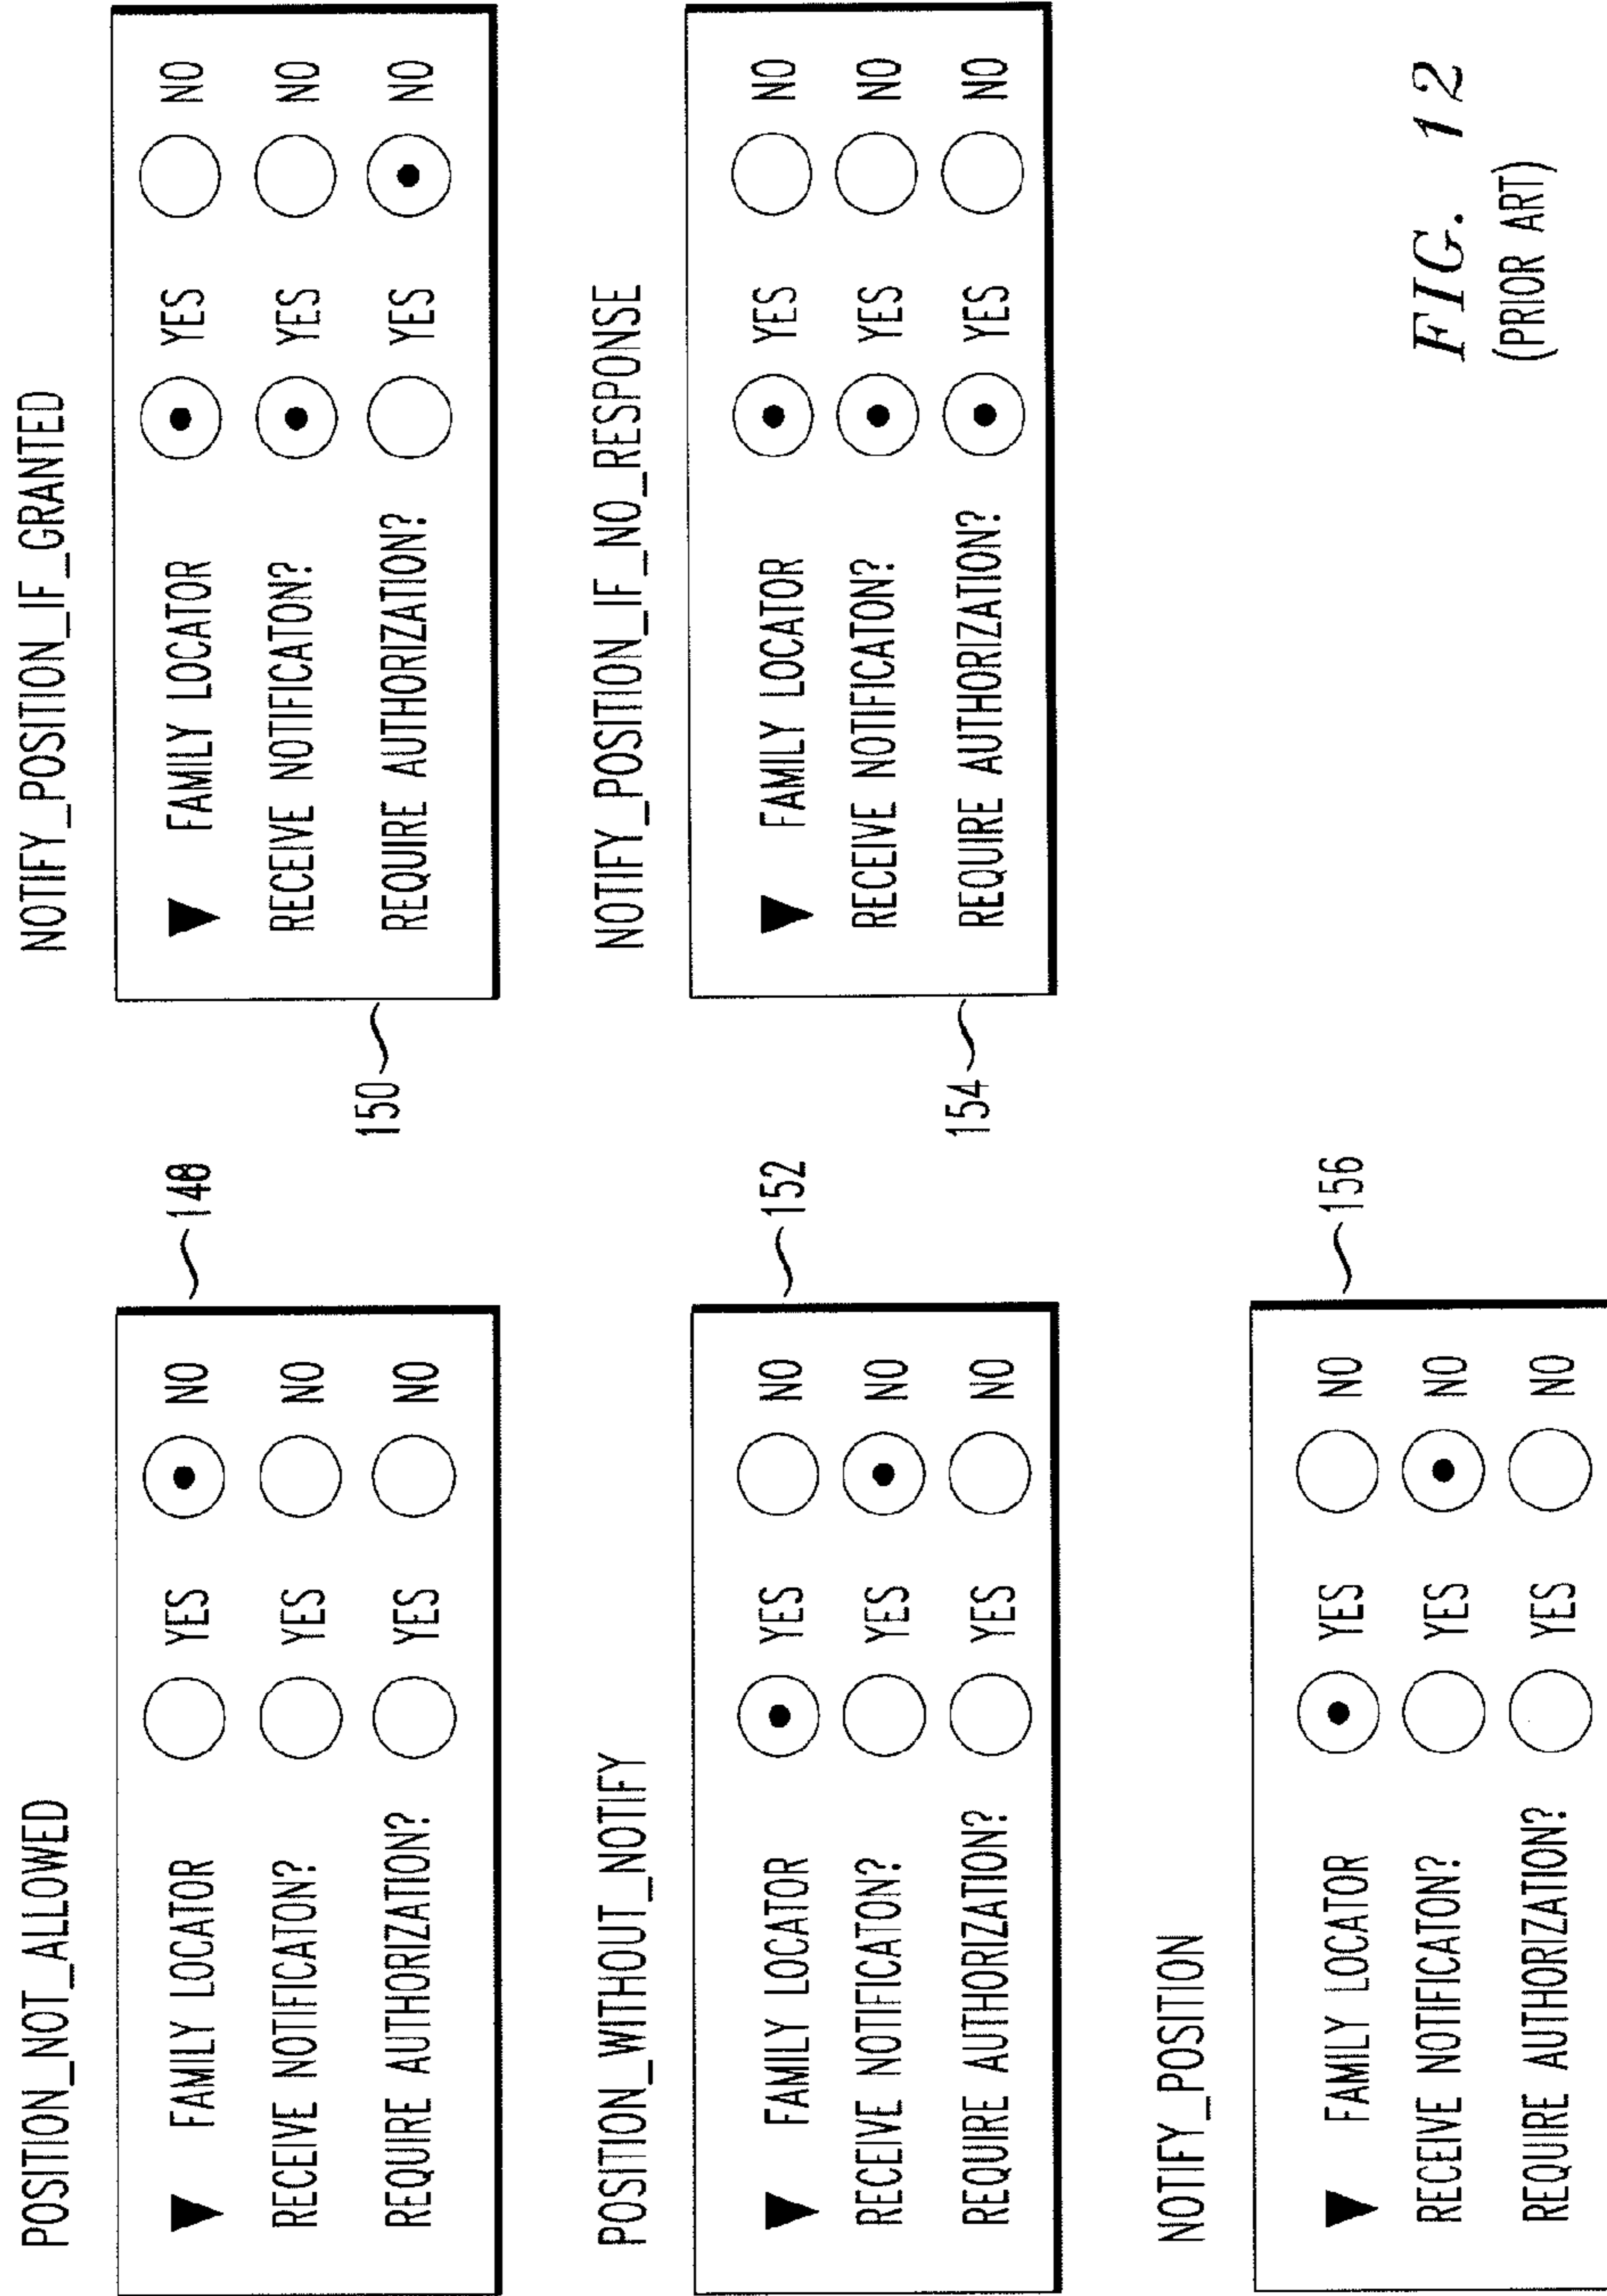 POSITION_NOT_ALLOWED
148
FAMILY LOCATOR YES NO
RECEIVE NOTIFICATON? YES NO
REQUIRE AUTHORIZATION? YES NO
NOTIFY_POSITION_IF_GRANTED
150
FAMILY LOCATOR YES NO
RECEIVE NOTIFICATON? YES NO
REQUIRE AUTHORIZATION? YES NO
POSITION_WITHOUT_NOTIFY
152
FAMILY LOCATOR YES NO
RECEIVE NOTIFICATON? YES NO
REQUIRE AUTHORIZATION? YES NO
NOTIFY_POSITION_IF_NO_RESPONSE
154
FAMILY LOCATOR YES NO
RECEIVE NOTIFICATON? YES NO
REQUIRE AUTHORIZATION? YES NO
NOTIFY_POSITION
156
FAMILY LOCATOR YES NO
RECEIVE NOTIFICATON? YES NO
REQUIRE AUTHORIZATION? YES NO
FIG. 12
(PRIOR ART)